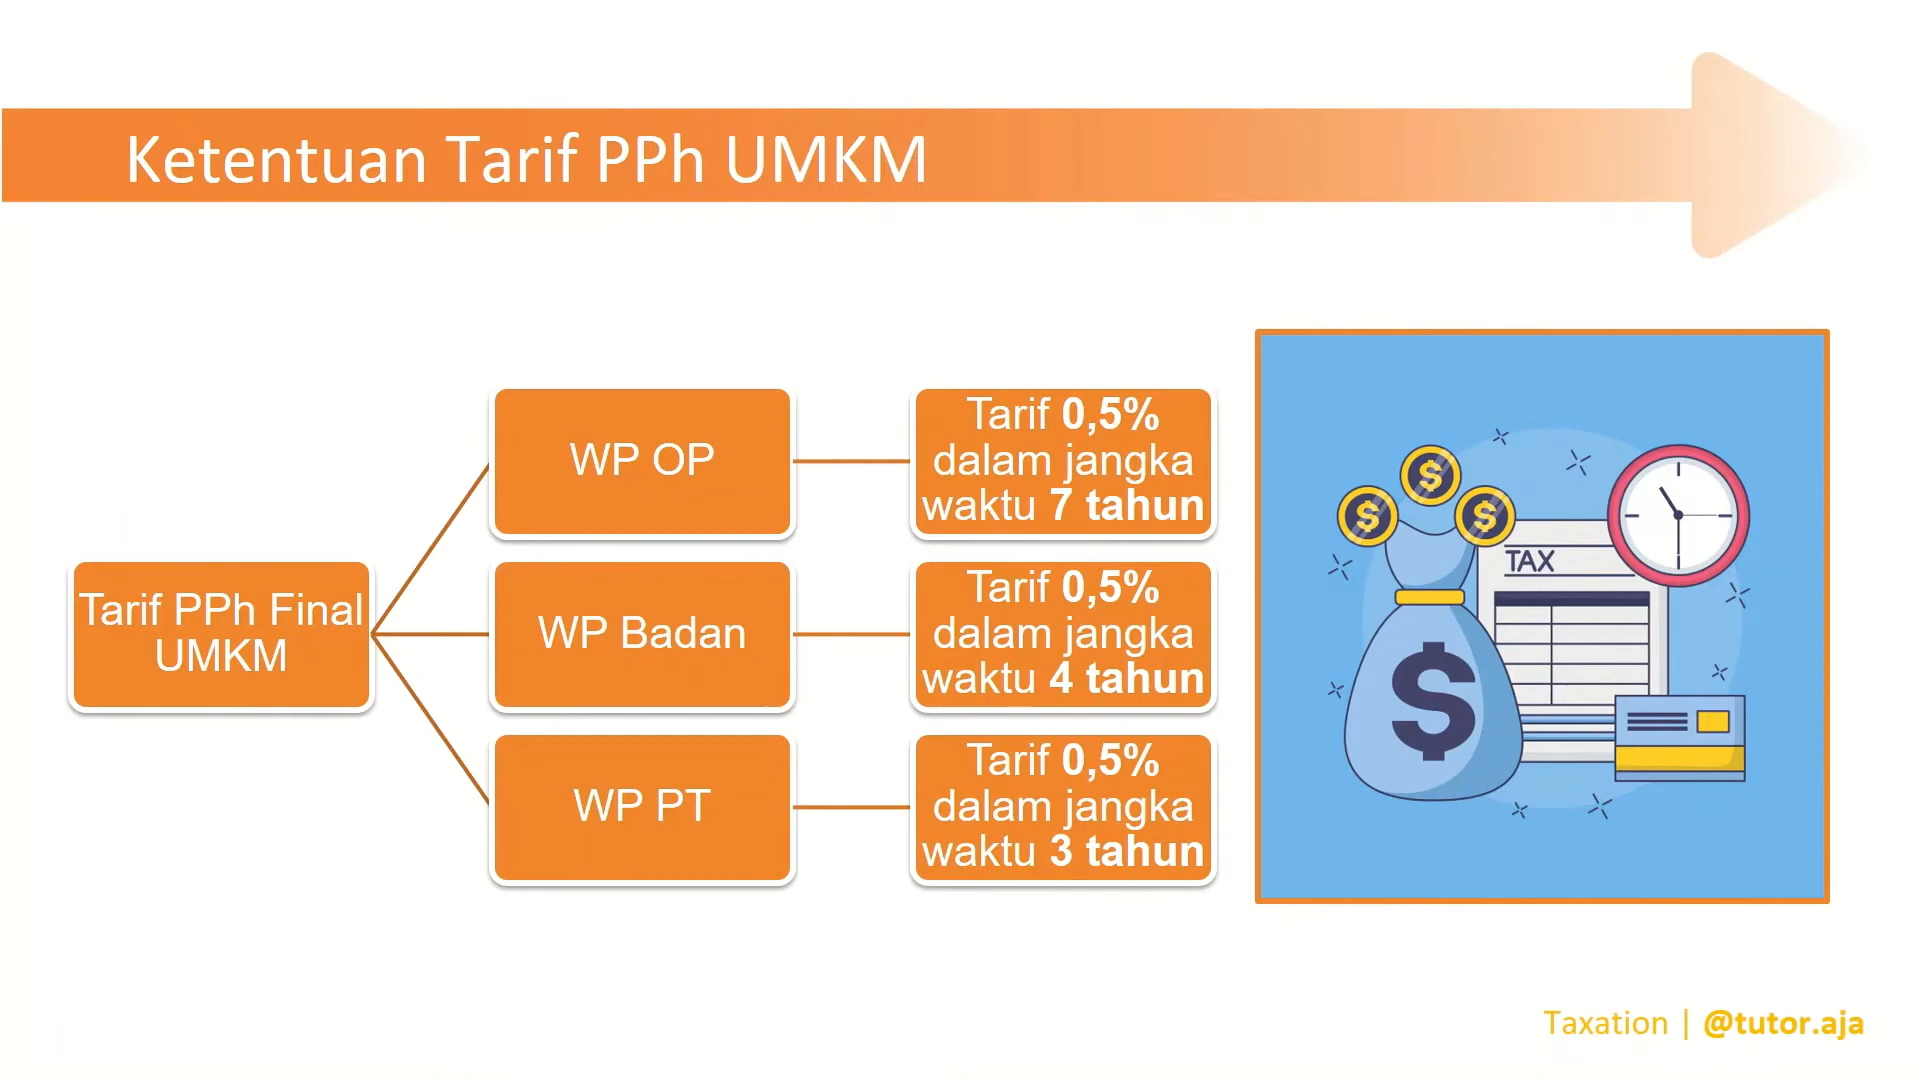 Ketentuan Tarif PPh UMKM
Tarif PPh Final
UMKM
WP OP
Tarif 0,5%
dalam jangka
waktu 7 tahun
WP Badan
Tarif 0,5%
dalam jangka
waktu 4 tahun
WP PT
Tarif 0,5%
dalam jangka
waktu 3 tahun
$
$
$
TAX
$
Taxation | @tutor.aja